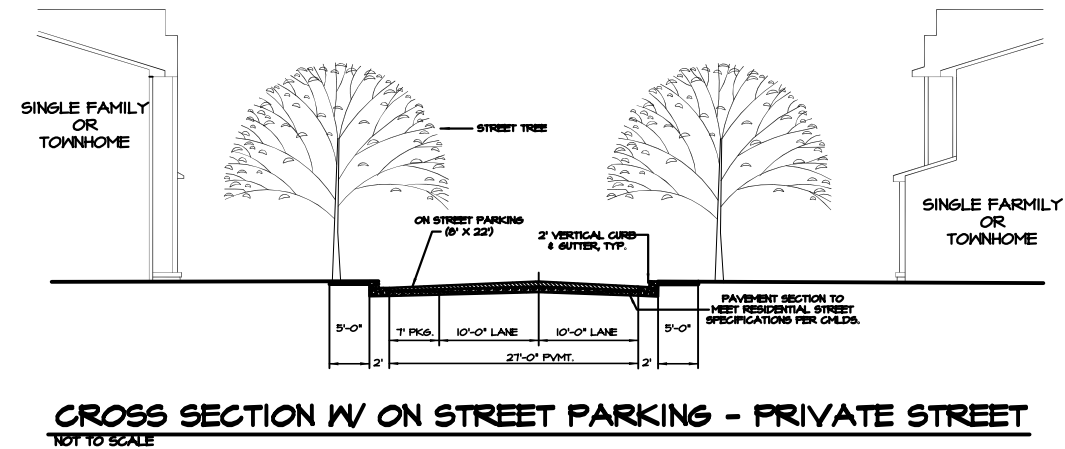 SINGLE FAMILY
OR
TOWNHOME
STREET TREE
SINGLE FARMILY
OR
TOWNHOME
ON STREET PARKING
(8' X 22')
2' VERTICAL CURB
& GUTTER, TYP.
PAVEMENT SECTION TO
MEET RESIDENTIAL STREET
SPECIFICATIONS PER CMLDS.
5'-0" 7' PKG. 10'-0" LANE 10'-0" LANE 5'-0"
2' 27'-0" PVMT. 2'
CROSS SECTION W/ ON STREET PARKING - PRIVATE STREET
NOT TO SCALE